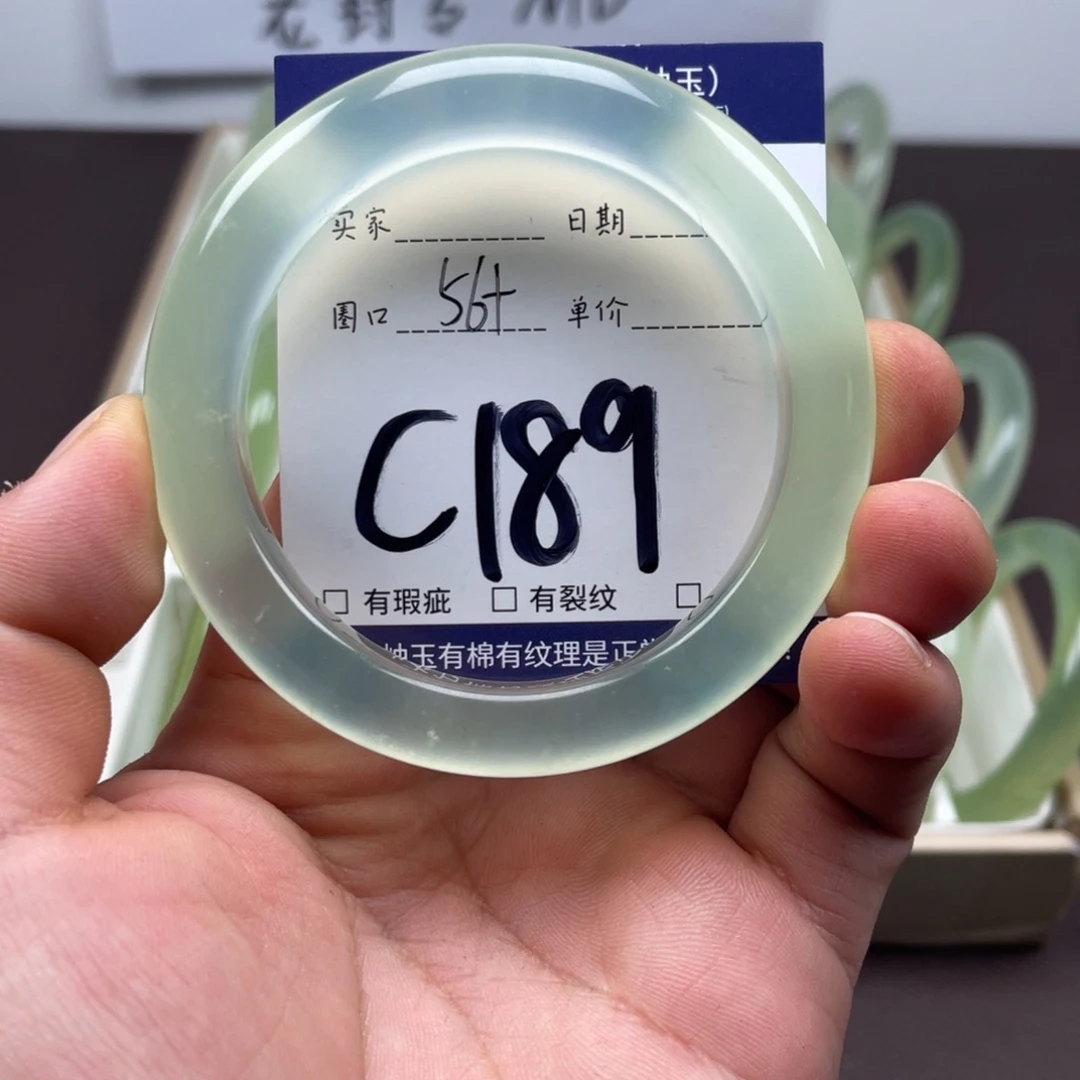 玉）
买家 日期
圈口 56+ 单价
C189
□ 有瑕疵 □ 有裂纹 □
岫玉有棉有纹理是正